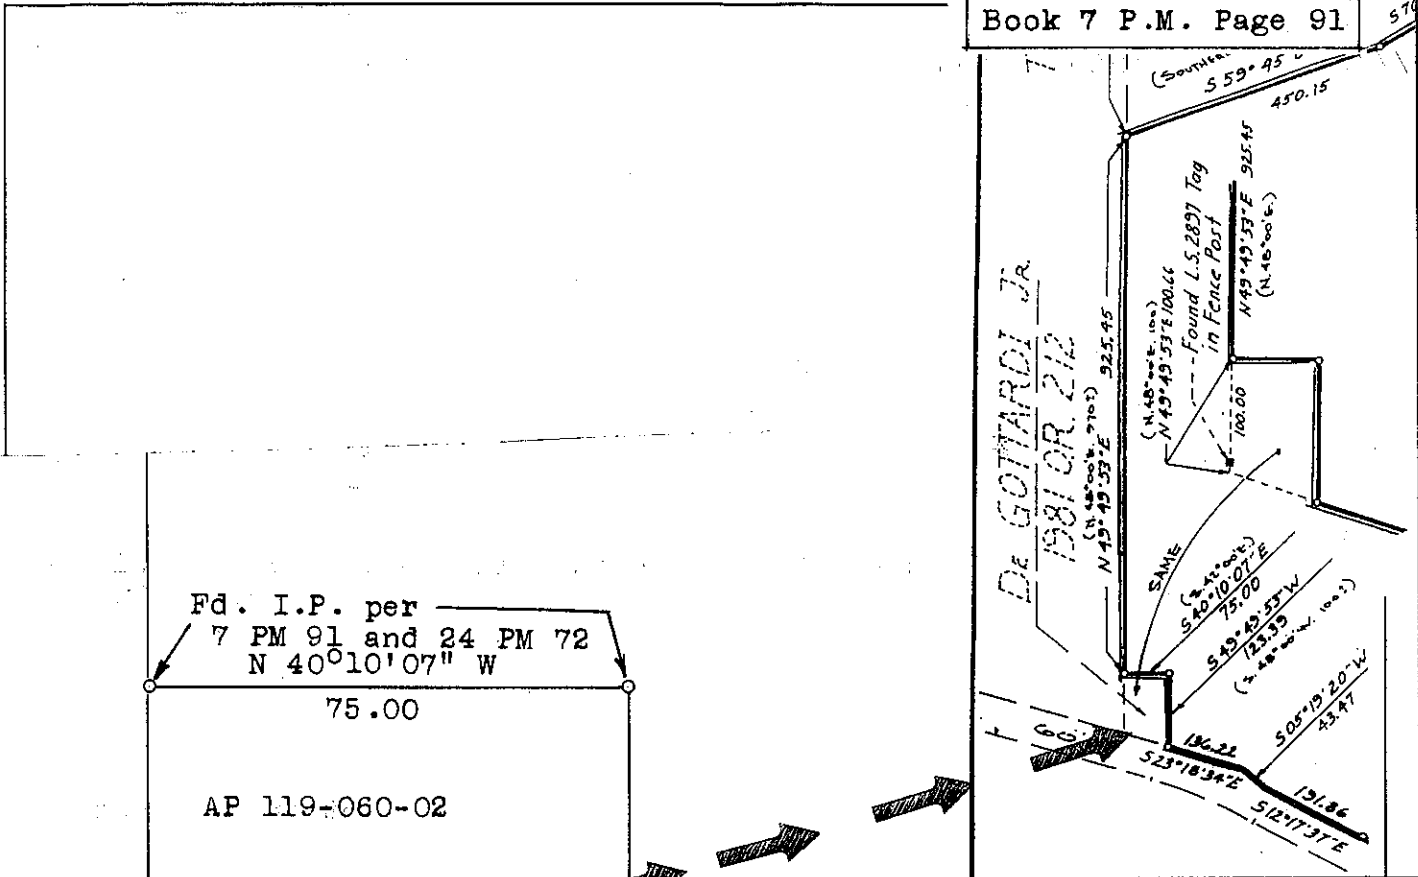 Book 7 P.M. Page 91
S 70
S 59° 45'
450.15
DE GOTTARDI JR.
1981 OR. 212
(N.48°00'E. 970±)
N 49°49'53"E 925.45
(N.48°00'E. 100)
N 49°49'53"E 100.66
Found L.S. 2897 Tag
in Fence Post
N 49°49'53"E 925.45
(N.48°00'E.)
100.00
SAME
(S.42°00'E.)
S 40°10'07"E
75.00
S 49°49'53"W
123.39
(S.48°00'W. 100±)
S 05°19'20"W
43.47
60
136.22
S 23°18'34"E
191.86
S 12°17'37"E
Fd. I.P. per
7 PM 91 and 24 PM 72
N 40°10'07" W
75.00
AP 119-060-02